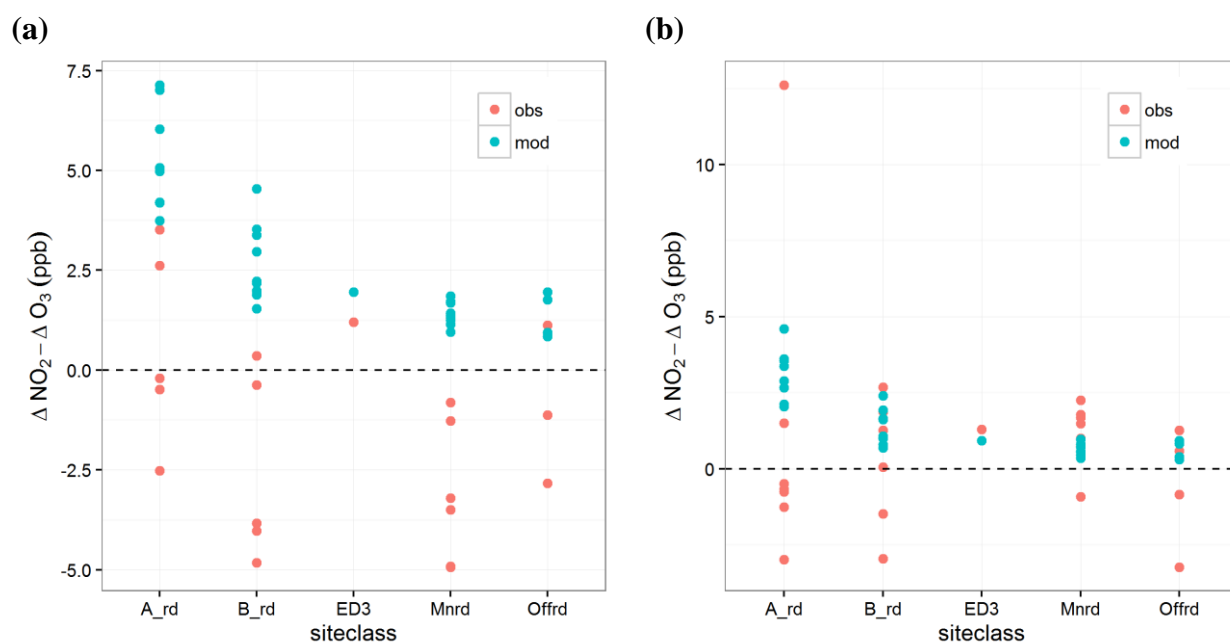 (a)
Δ NO₂ − Δ O₃ (ppb)
7.5
5.0
2.5
0.0
-2.5
-5.0
obs
mod
A_rd B_rd ED3 Mnrd Offrd
siteclass
(b)
Δ NO₂ − Δ O₃ (ppb)
10
5
0
obs
mod
A_rd B_rd ED3 Mnrd Offrd
siteclass